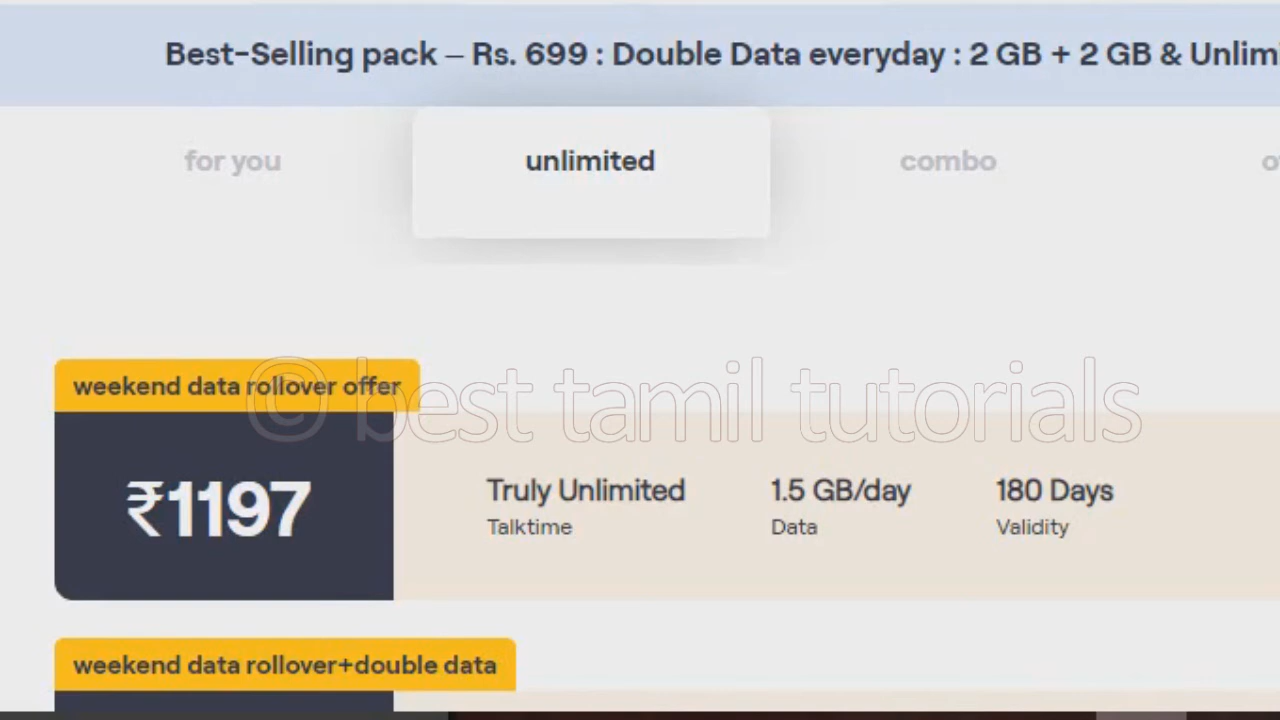 Best-Selling pack – Rs. 699 : Double Data everyday : 2 GB + 2 GB & Unlim
for you
unlimited
combo
weekend data rollover offer
© best tamil tutorials
₹1197
Truly Unlimited
1.5 GB/day
180 Days
Talktime
Data
Validity
weekend data rollover+double data